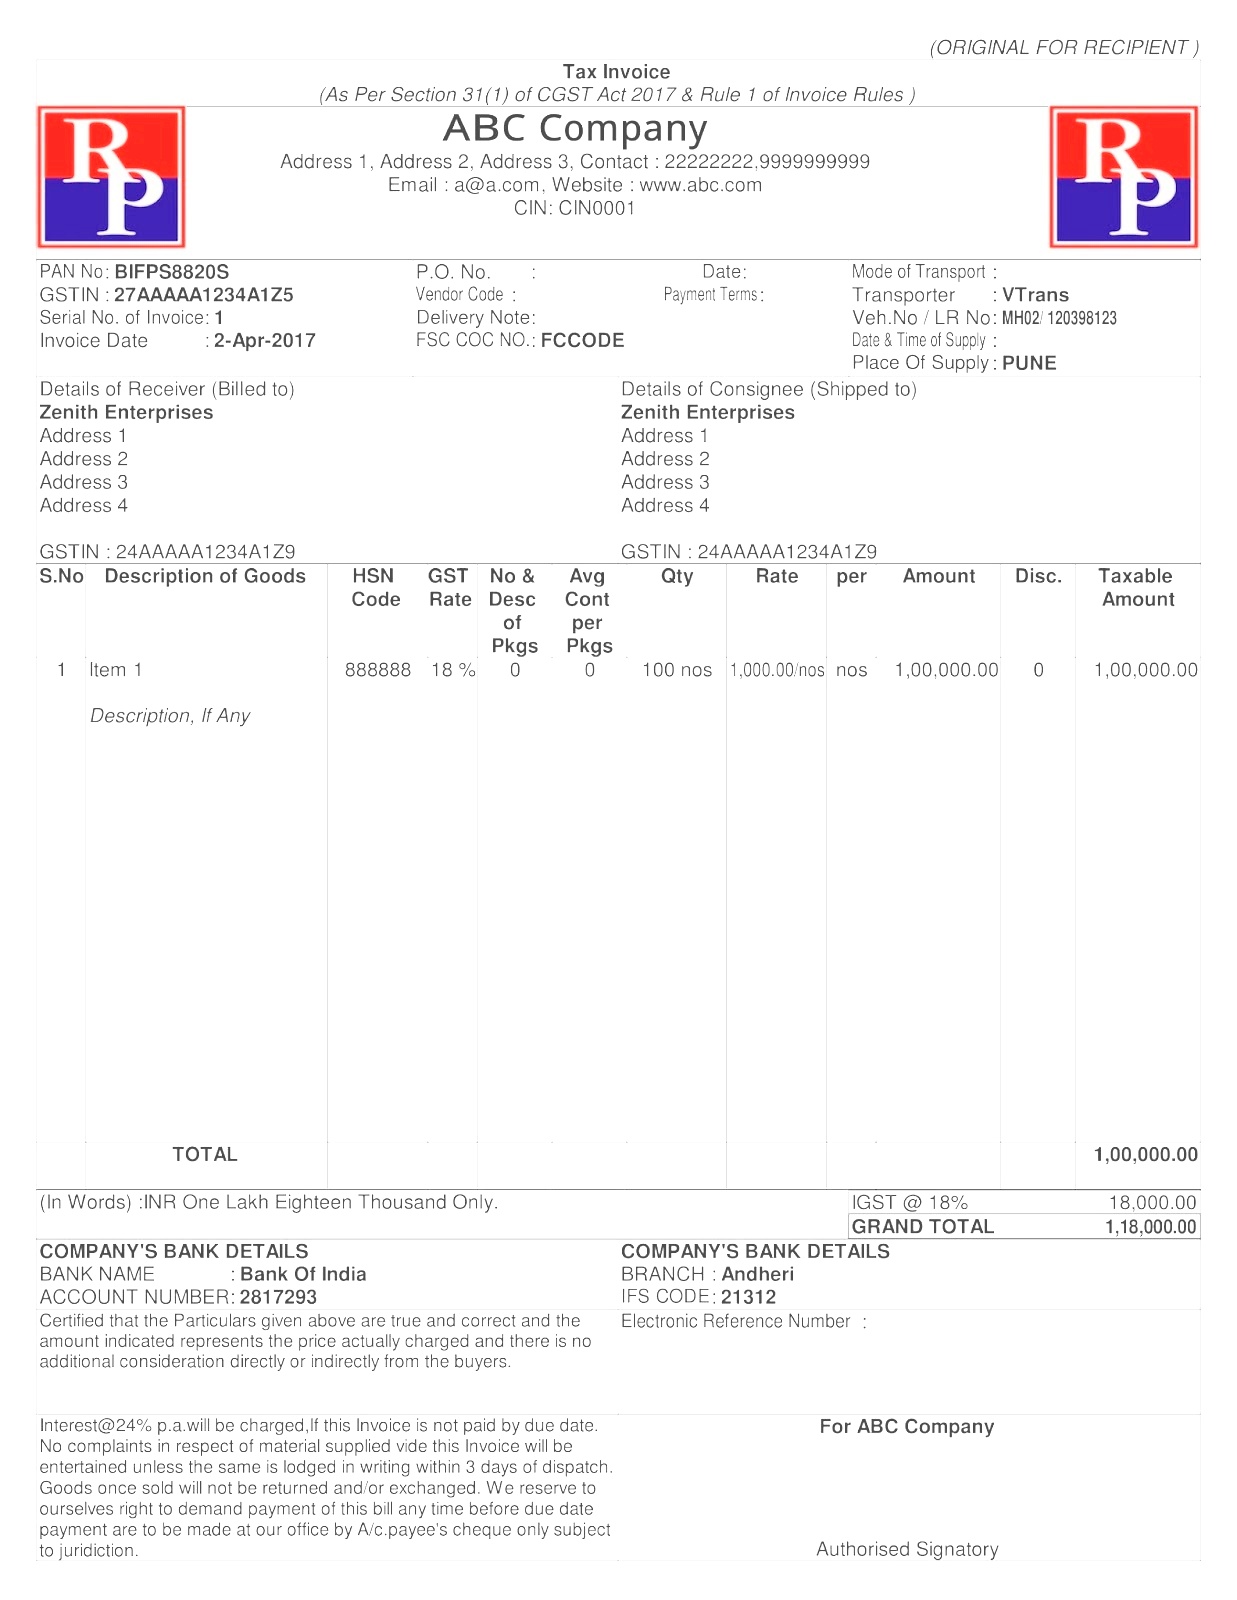 (ORIGINAL FOR RECIPIENT )
Tax Invoice
(As Per Section 31(1) of CGST Act 2017 & Rule 1 of Invoice Rules )
RP
ABC Company
RP
Address 1, Address 2, Address 3, Contact : 22222222,9999999999
Email : a@a.com, Website : www.abc.com
CIN: CIN0001
PAN No: BIFPS8820S P.O. No. : Date: Mode of Transport :
GSTIN : 27AAAAA1234A1Z5 Vendor Code : Payment Terms: Transporter : VTrans
Serial No. of Invoice: 1 Delivery Note: Veh.No / LR No: MH02/ 120398123
Invoice Date : 2-Apr-2017 FSC COC NO.: FCCODE Date & Time of Supply :
Place Of Supply : PUNE
Details of Receiver (Billed to) Details of Consignee (Shipped to)
Zenith Enterprises Zenith Enterprises
Address 1 Address 1
Address 2 Address 2
Address 3 Address 3
Address 4 Address 4
GSTIN : 24AAAAA1234A1Z9 GSTIN : 24AAAAA1234A1Z9
S.No Description of Goods HSN GST No & Avg Qty Rate per Amount Disc. Taxable
Code Rate Desc Cont Amount
of per
Pkgs Pkgs
1 Item 1 888888 18 % 0 0 100 nos 1,000.00/nos nos 1,00,000.00 0 1,00,000.00
Description, If Any
TOTAL 1,00,000.00
(In Words) :INR One Lakh Eighteen Thousand Only. IGST @ 18% 18,000.00
GRAND TOTAL 1,18,000.00
COMPANY'S BANK DETAILS COMPANY'S BANK DETAILS
BANK NAME : Bank Of India BRANCH : Andheri
ACCOUNT NUMBER: 2817293 IFS CODE: 21312
Certified that the Particulars given above are true and correct and the Electronic Reference Number :
amount indicated represents the price actually charged and there is no
additional consideration directly or indirectly from the buyers.
Interest@24% p.a.will be charged,If this Invoice is not paid by due date. For ABC Company
No complaints in respect of material supplied vide this Invoice will be
entertained unless the same is lodged in writing within 3 days of dispatch.
Goods once sold will not be returned and/or exchanged. We reserve to
ourselves right to demand payment of this bill any time before due date
payment are to be made at our office by A/c.payee's cheque only subject
to juridiction. Authorised Signatory